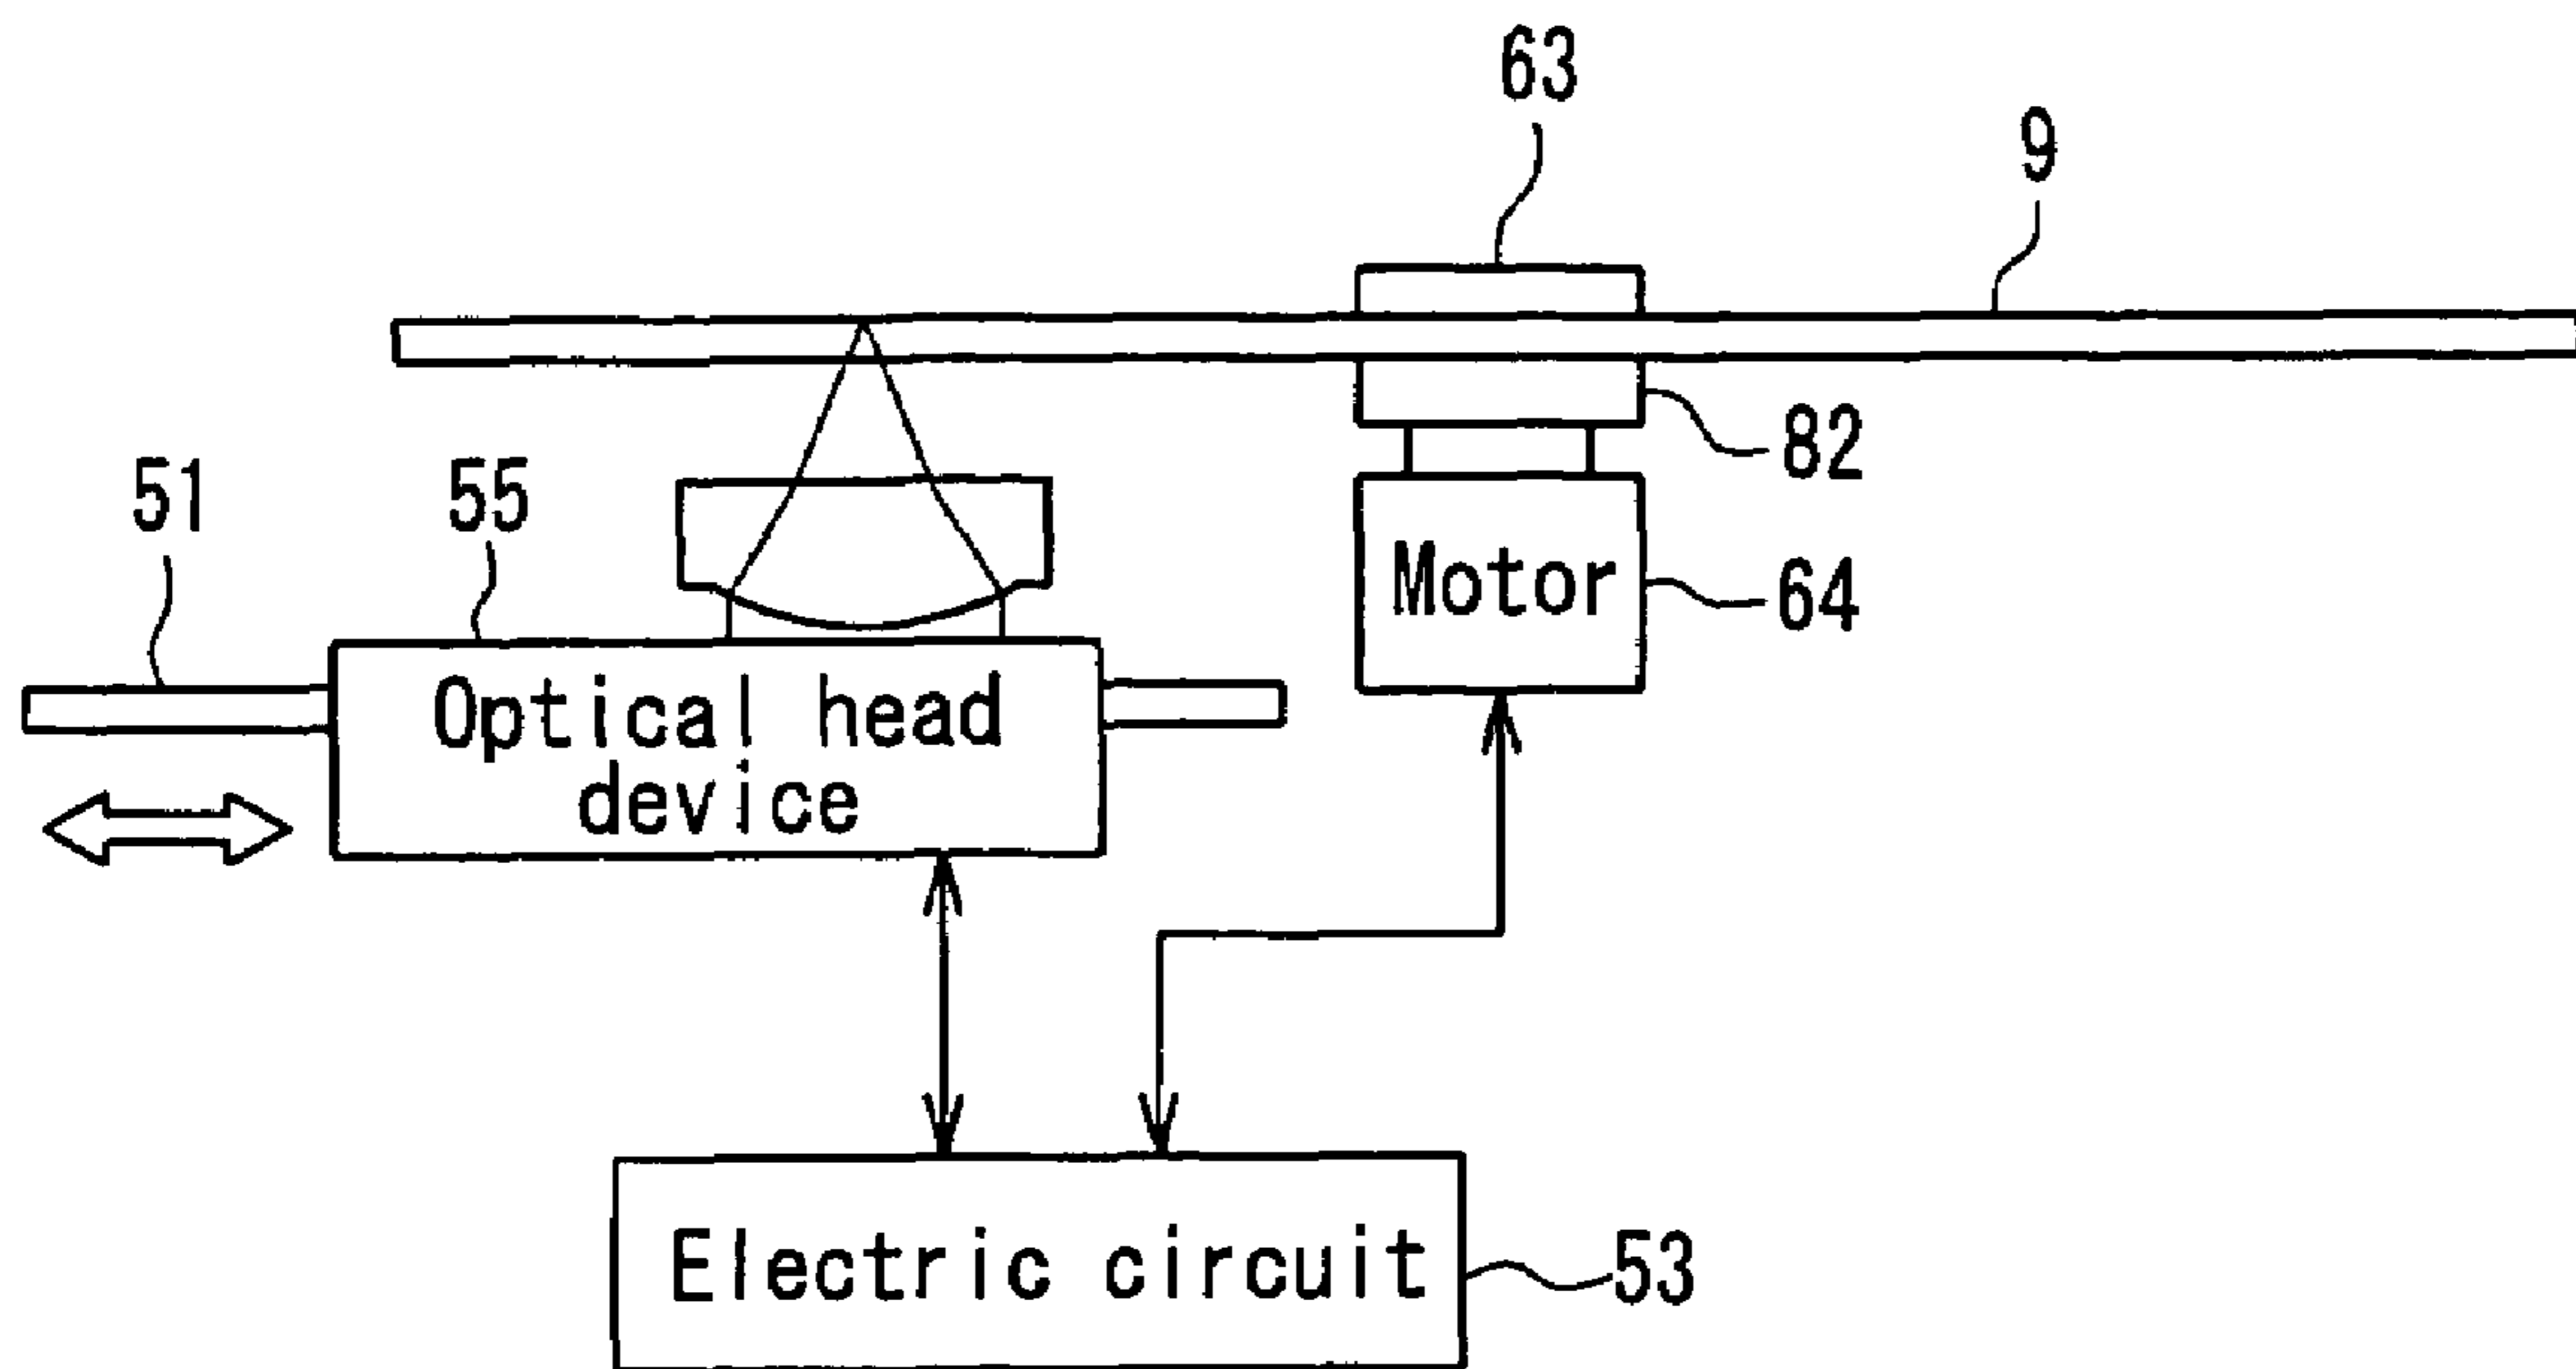 63
9
82
51
55
Motor
64
Optical head
device
Electric circuit
53